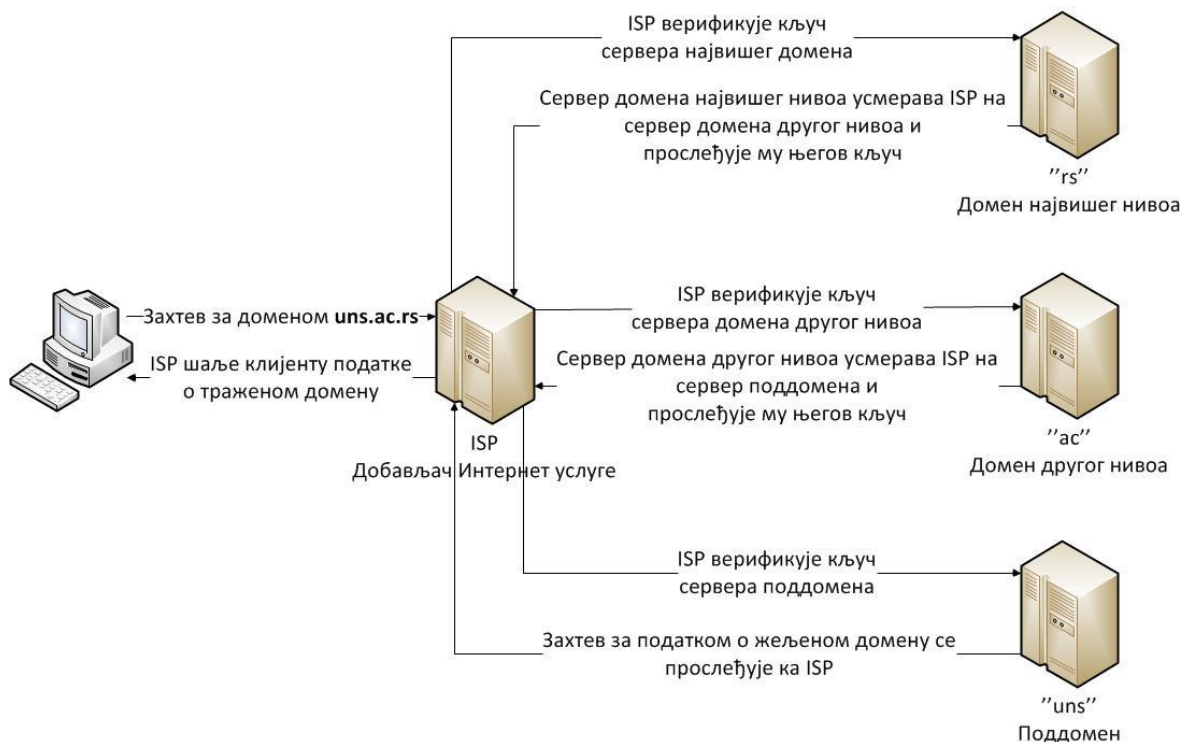 ISP верификује кључ
сервера највишег домена
Сервер домена највишег нивоа усмерава ISP на
сервер домена другог нивоа и
прослеђује му његов кључ
’’rs’’
Домен највишег нивоа
Захтев за доменом uns.ac.rs
ISP шаље клијенту податке
о траженом домену
ISP
Добављач Интернет услуге
ISP верификује кључ
сервера домена другог нивоа
Сервер домена другог нивоа усмерава ISP на
сервер поддомена и
прослеђује му његов кључ
’’ac’’
Домен другог нивоа
ISP верификује кључ
сервера поддомена
Захтев за податком о жељеном домену се
прослеђује ка ISP
’’uns’’
Поддомен